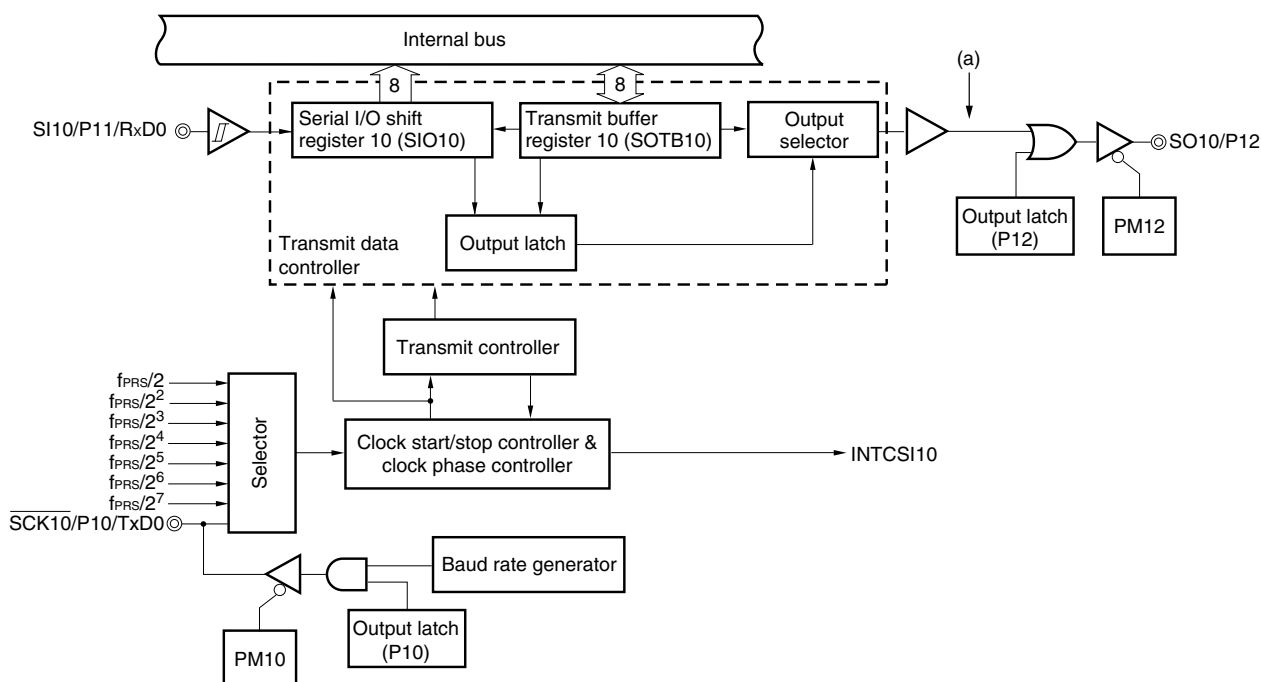 Internal bus
(a)
8
8
SI10/P11/RxD0
Serial I/O shift
register 10 (SIO10)
Transmit buffer
register 10 (SOTB10)
Output
selector
SO10/P12
Output latch
(P12)
PM12
Output latch
Transmit data
controller
Transmit controller
fPRS/2
fPRS/2²
fPRS/2³
fPRS/2⁴
fPRS/2⁵
fPRS/2⁶
fPRS/2⁷
S̅C̅K̅1̅0̅/P10/TxD0
Selector
Clock start/stop controller &
clock phase controller
INTCSI10
Baud rate generator
Output latch
(P10)
PM10